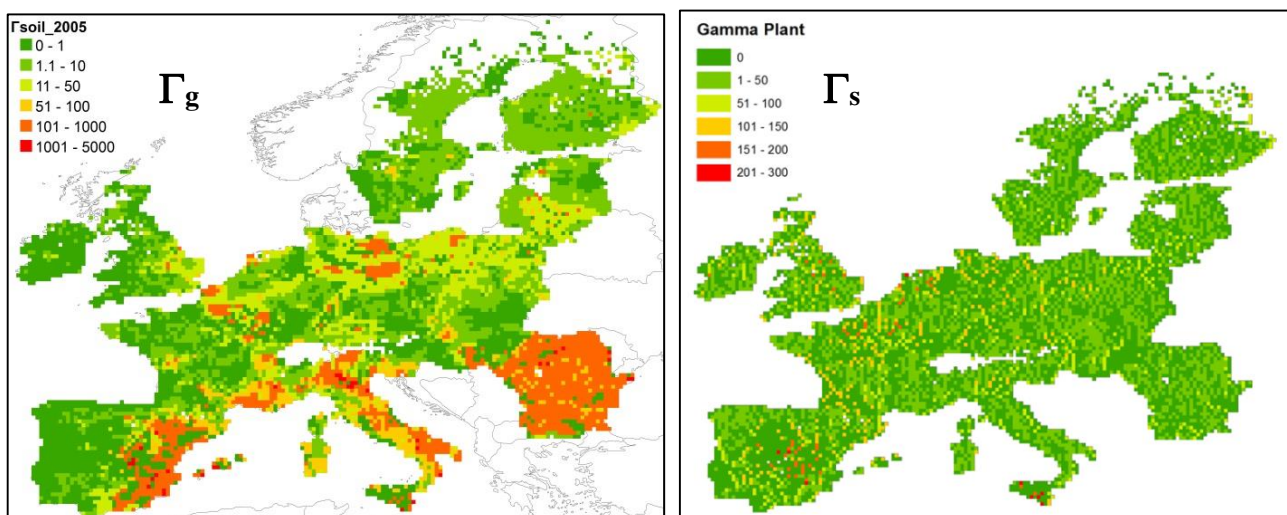 Γsoil_2005
0 - 1
1.1 - 10
11 - 50
51 - 100
101 - 1000
1001 - 5000
Γg
Gamma Plant
0
1 - 50
51 - 100
101 - 150
151 - 200
201 - 300
Γs